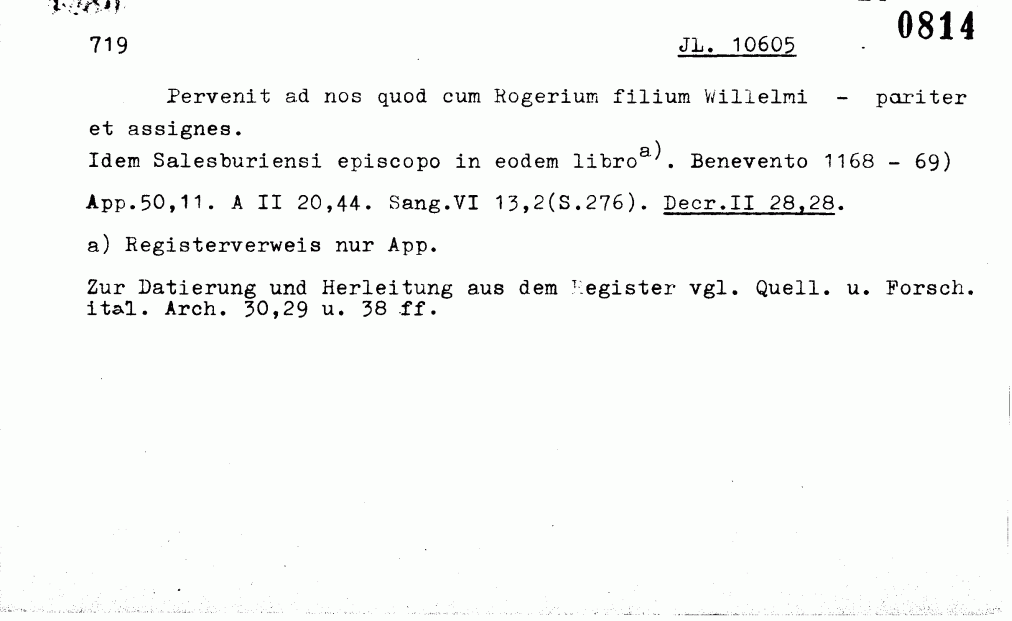 0814
719 JL. 10605
Pervenit ad nos quod cum Rogerium filium Willelmi - pariter
et assignes.
Idem Salesburiensi episcopo in eodem libroa). Benevento 1168 - 69)
App.50,11. A II 20,44. Sang.VI 13,2(S.276). Decr.II 28,28.
a) Registerverweis nur App.
Zur Datierung und Herleitung aus dem Register vgl. Quell. u. Forsch.
ital. Arch. 30,29 u. 38 ff.